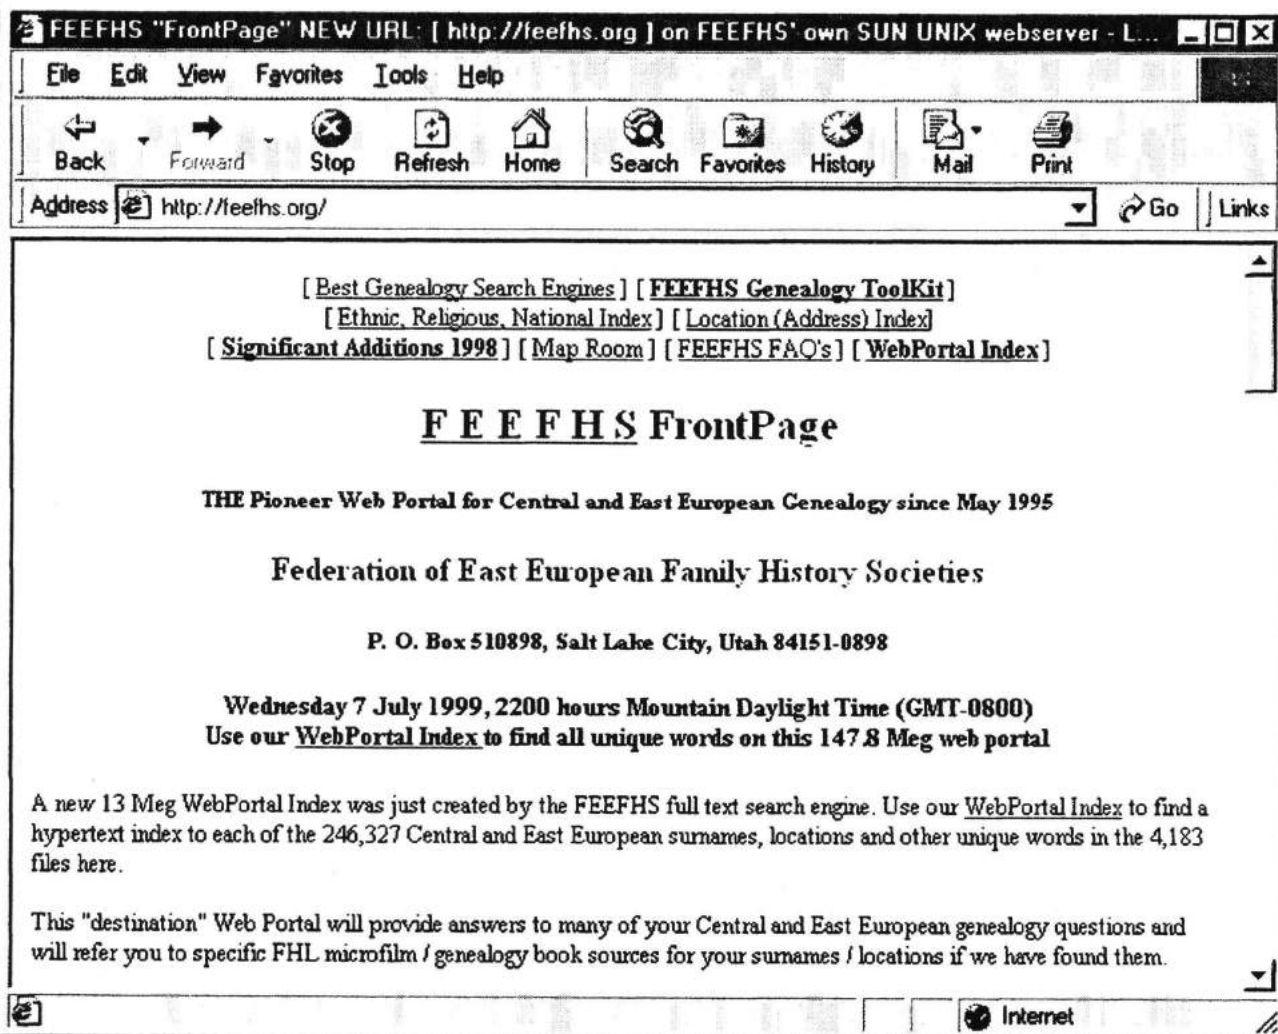 FEEFHS "FrontPage" NEW URL: [ http://feefhs.org ] on FEEFHS' own SUN UNIX webserver - L...
File Edit View Favorites Tools Help
Back Forward Stop Refresh Home Search Favorites History Mail Print
Address http://feefhs.org/ Go Links
[ Best Genealogy Search Engines ] [ FEEFHS Genealogy ToolKit ]
[ Ethnic, Religious, National Index ] [ Location (Address) Index]
[ Significant Additions 1998 ] [ Map Room ] [ FEEFHS FAQ's ] [ WebPortal Index ]
F E E F H S FrontPage
THE Pioneer Web Portal for Central and East European Genealogy since May 1995
Federation of East European Family History Societies
P. O. Box 510898, Salt Lake City, Utah 84151-0898
Wednesday 7 July 1999, 2200 hours Mountain Daylight Time (GMT-0800)
Use our WebPortal Index to find all unique words on this 147.8 Meg web portal
A new 13 Meg WebPortal Index was just created by the FEEFHS full text search engine. Use our WebPortal Index to find a
hypertext index to each of the 246,327 Central and East European surnames, locations and other unique words in the 4,183
files here.
This "destination" Web Portal will provide answers to many of your Central and East European genealogy questions and
will refer you to specific FHL microfilm / genealogy book sources for your surnames / locations if we have found them.
Internet